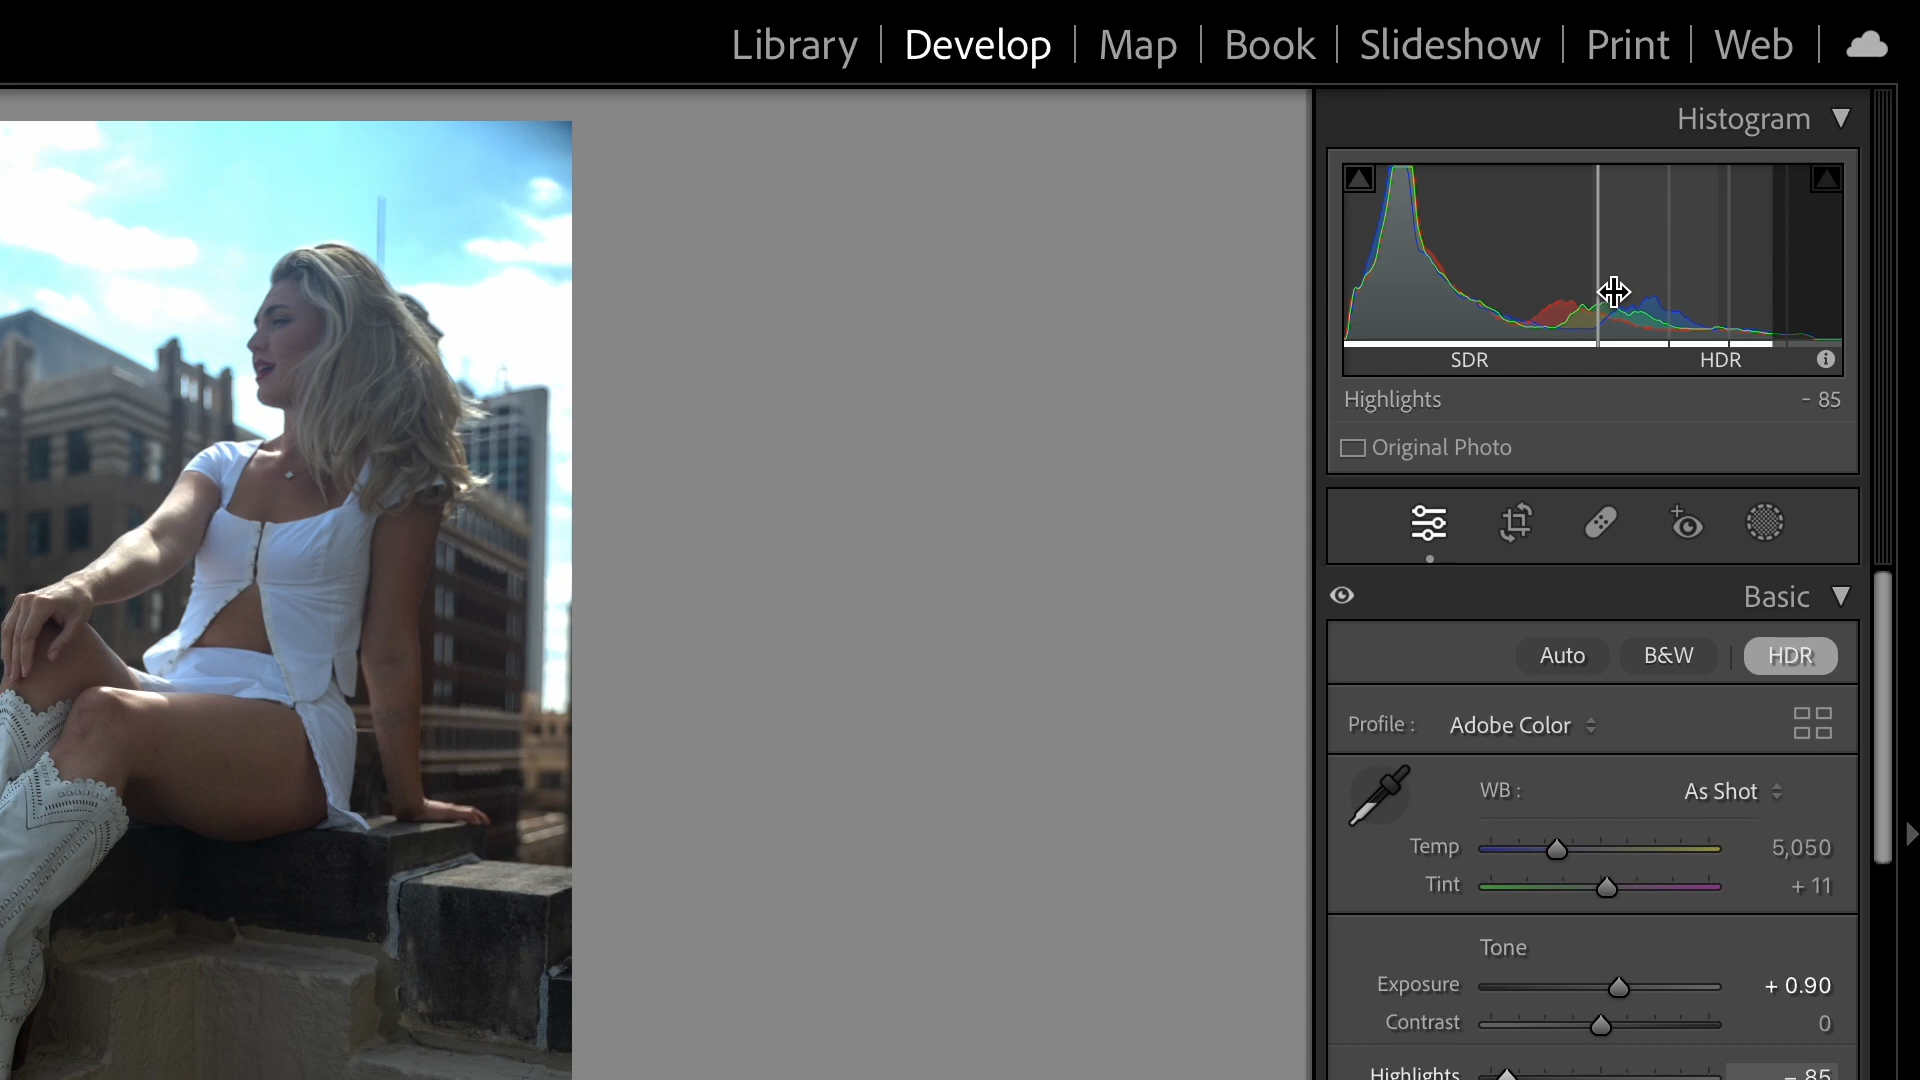 Library | Develop | Map | Book | Slideshow | Print | Web |
Histogram
SDR HDR
Highlights - 85
Original Photo
Basic
Auto B&W HDR
Profile : Adobe Color
WB : As Shot
Temp 5,050
Tint + 11
Tone
Exposure + 0.90
Contrast 0
Highlights - 85